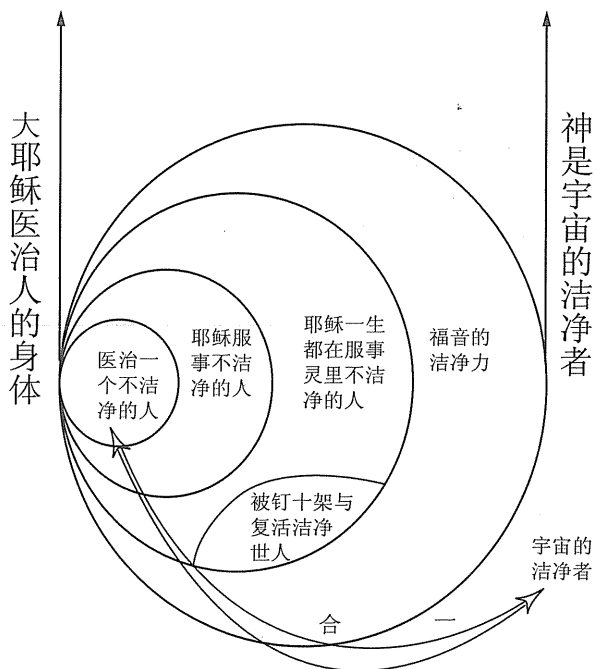 大耶稣医治人的身体
神是宇宙的洁净者
医治一
个不洁
净的人
耶稣服
事不洁
净的人
耶稣一生
都在服事
灵里不洁
净的人
福音的
洁净力
被钉十架与
复活洁净
世人
宇宙的
洁净者
合一